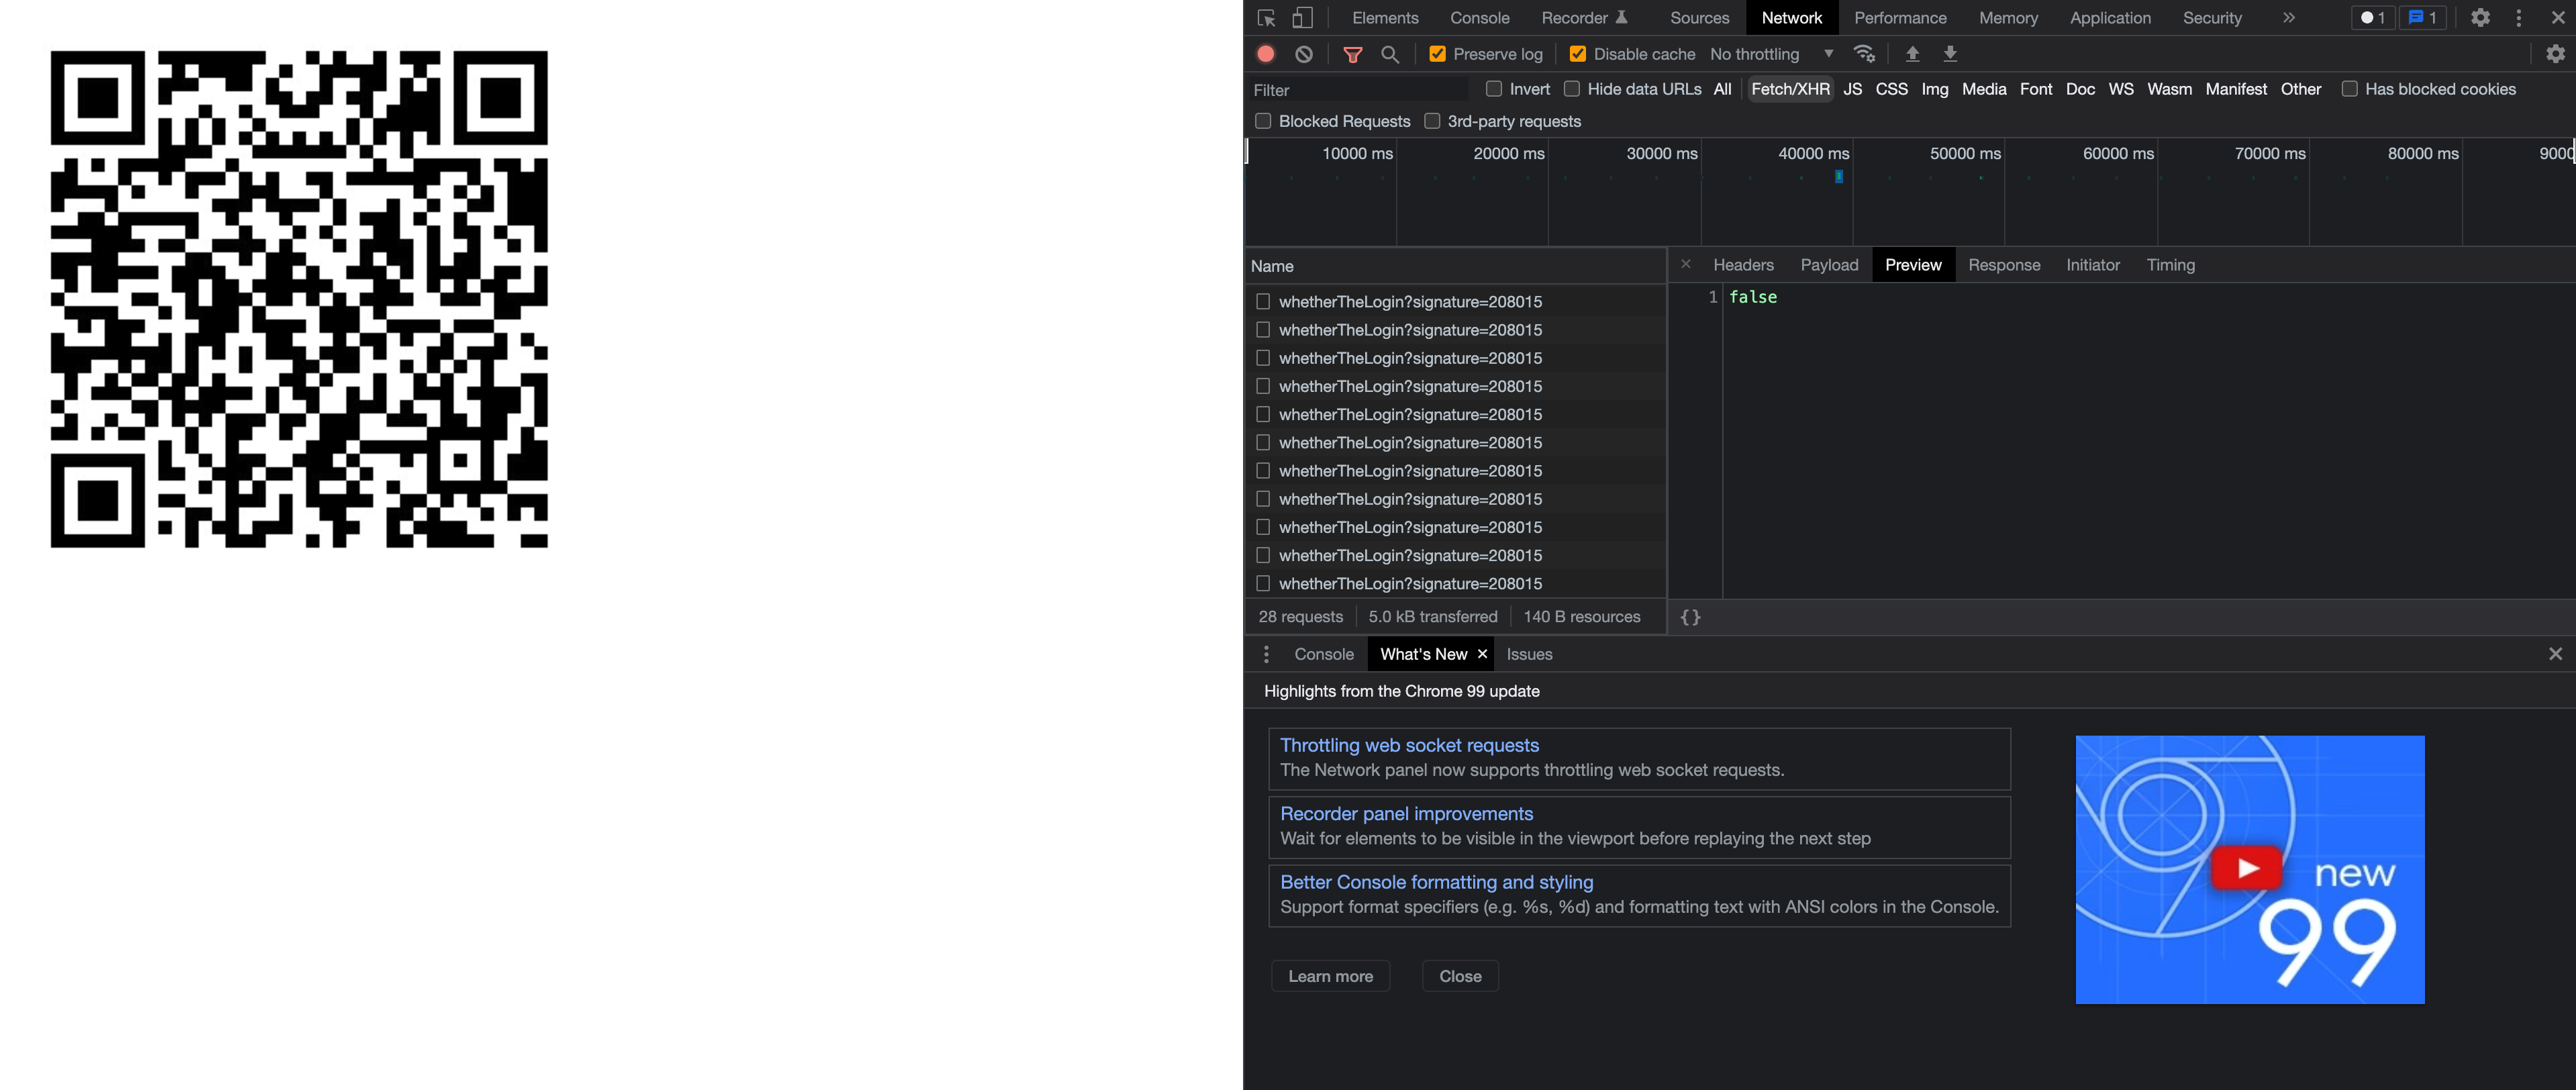 Elements Console Recorder Sources Network Performance Memory Application Security » 1 1
Preserve log Disable cache No throttling
Filter Invert Hide data URLs All Fetch/XHR JS CSS Img Media Font Doc WS Wasm Manifest Other Has blocked cookies
Blocked Requests 3rd-party requests
10000 ms 20000 ms 30000 ms 40000 ms 50000 ms 60000 ms 70000 ms 80000 ms 9000
Name
Headers Payload Preview Response Initiator Timing
1 false
whetherTheLogin?signature=208015
whetherTheLogin?signature=208015
whetherTheLogin?signature=208015
whetherTheLogin?signature=208015
whetherTheLogin?signature=208015
whetherTheLogin?signature=208015
whetherTheLogin?signature=208015
whetherTheLogin?signature=208015
whetherTheLogin?signature=208015
whetherTheLogin?signature=208015
whetherTheLogin?signature=208015
28 requests 5.0 kB transferred 140 B resources {}
Console What's New Issues
Highlights from the Chrome 99 update
Throttling web socket requests
The Network panel now supports throttling web socket requests.
Recorder panel improvements
Wait for elements to be visible in the viewport before replaying the next step
Better Console formatting and styling
Support format specifiers (e.g. %s, %d) and formatting text with ANSI colors in the Console.
Learn more Close
new
99